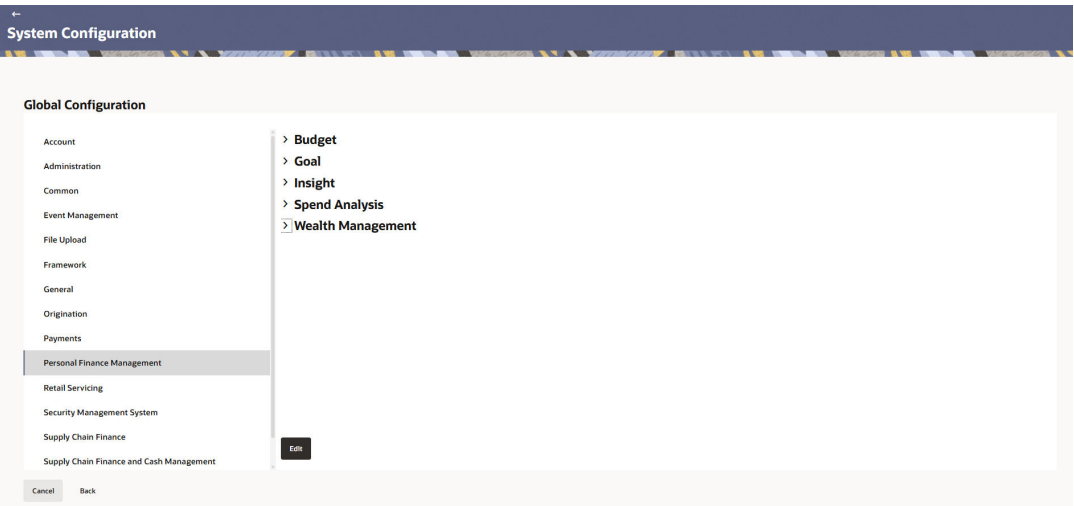 ←
System Configuration
Global Configuration
Account
Administration
Common
Event Management
File Upload
Framework
General
Origination
Payments
Personal Finance Management
Retail Servicing
Security Management System
Supply Chain Finance
Supply Chain Finance and Cash Management
> Budget
> Goal
> Insight
> Spend Analysis
> Wealth Management
Edit
Cancel Back